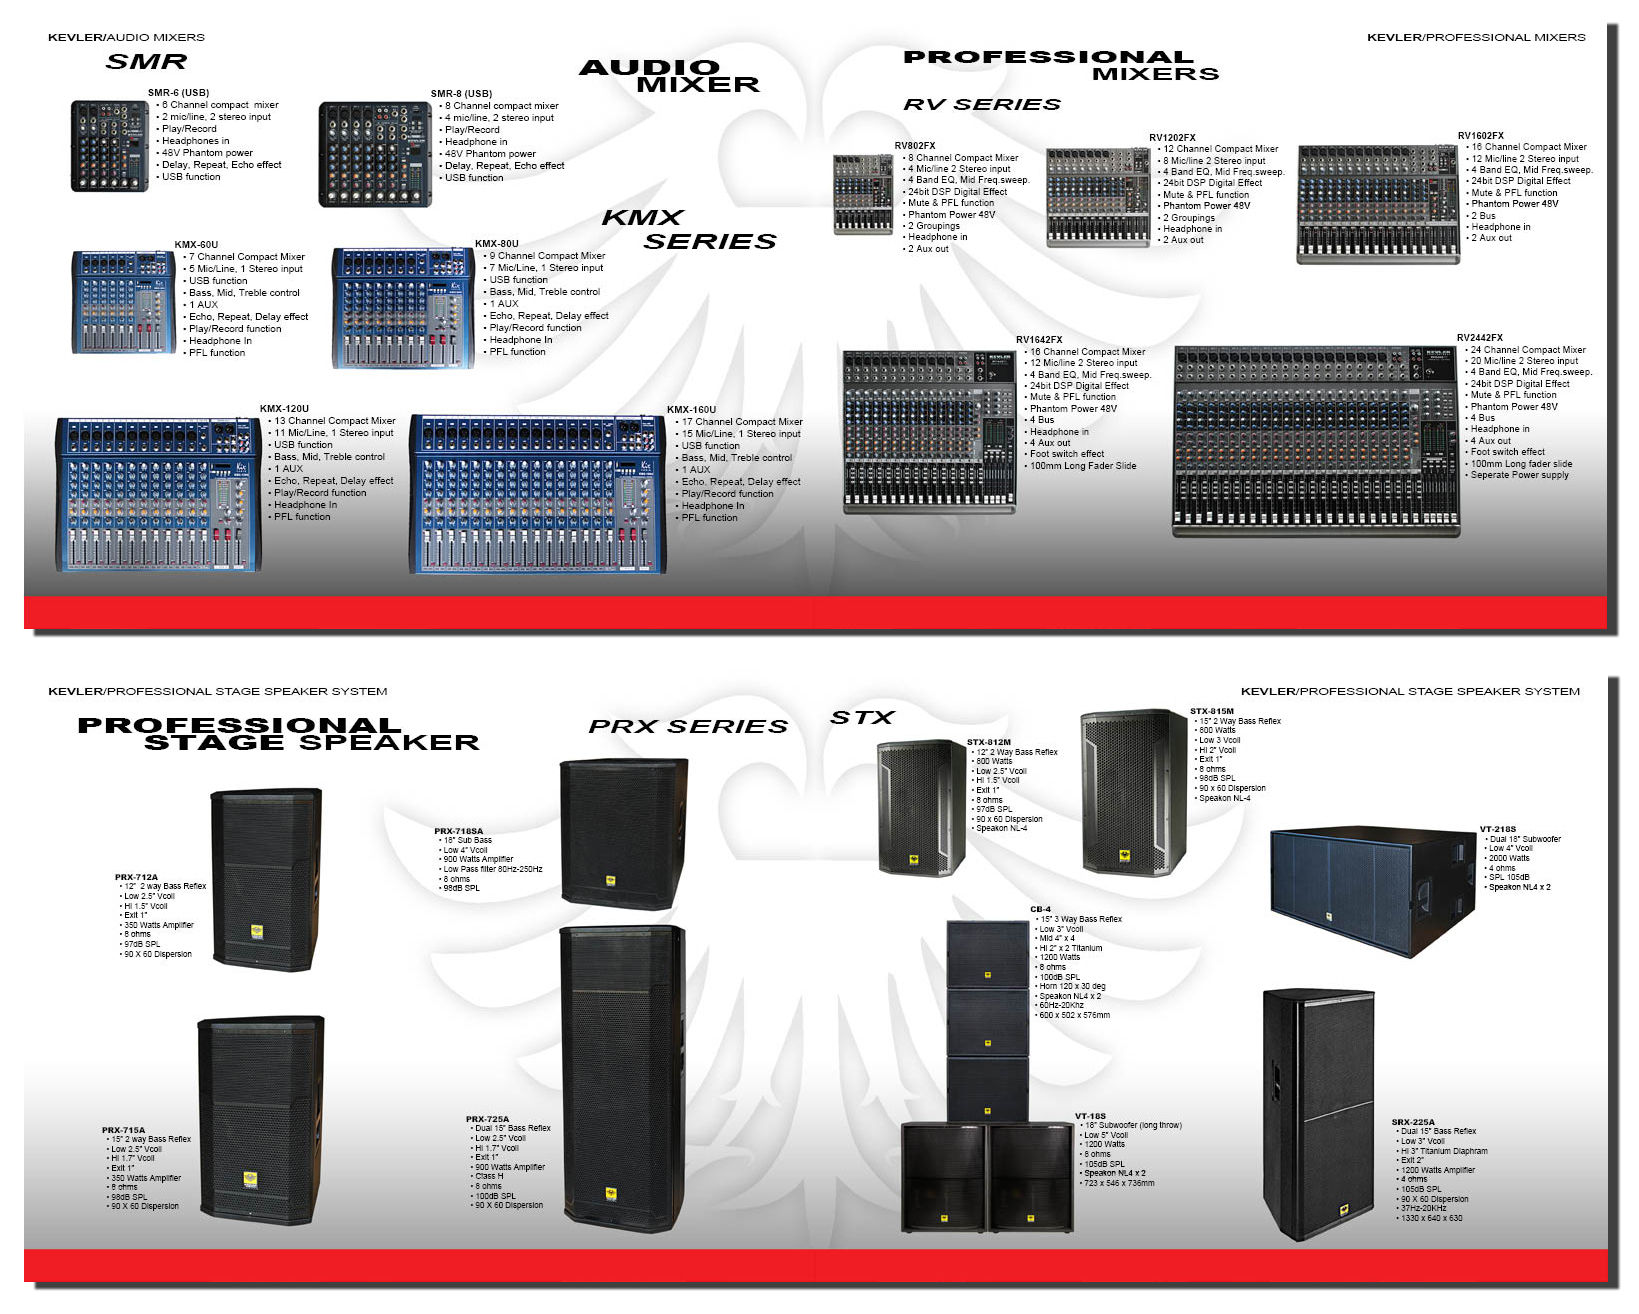 KEVLER/AUDIO MIXERS
SMR
AUDIO
MIXER
SMR-6 (USB)
• 6 Channel compact mixer
• 2 mic/line, 2 stereo input
• Play/Record
• Headphones in
• 48V Phantom power
• Delay, Repeat, Echo effect
• USB function
SMR-8 (USB)
• 8 Channel compact mixer
• 4 mic/line, 2 stereo input
• Play/Record
• Headphone in
• 48V Phantom power
• Delay, Repeat, Echo effect
• USB function
KMX
SERIES
KMX-60U
• 7 Channel Compact Mixer
• 5 Mic/Line, 1 Stereo input
• USB function
• Bass, Mid, Treble control
• 1 AUX
• Echo, Repeat, Delay effect
• Play/Record function
• Headphone In
• PFL function
KMX-80U
• 9 Channel Compact Mixer
• 7 Mic/Line, 1 Stereo input
• USB function
• Bass, Mid, Treble control
• 1 AUX
• Echo, Repeat, Delay effect
• Play/Record function
• Headphone In
• PFL function
KMX-120U
• 13 Channel Compact Mixer
• 11 Mic/Line, 1 Stereo input
• USB function
• Bass, Mid, Treble control
• 1 AUX
• Echo, Repeat, Delay effect
• Play/Record function
• Headphone In
• PFL function
KMX-160U
• 17 Channel Compact Mixer
• 15 Mic/Line, 1 Stereo input
• USB function
• Bass, Mid, Treble control
• 1 AUX
• Echo, Repeat, Delay effect
• Play/Record function
• Headphone In
• PFL function
KEVLER/PROFESSIONAL MIXERS
PROFESSIONAL
MIXERS
RV SERIES
RV802FX
• 8 Channel Compact Mixer
• 4 Mic/line 2 Stereo input
• 4 Band EQ, Mid Freq.sweep.
• 24bit DSP Digital Effect
• Mute & PFL function
• Phantom Power 48V
• 2 Groupings
• Headphone in
• 2 Aux out
RV1202FX
• 12 Channel Compact Mixer
• 8 Mic/line 2 Stereo input
• 4 Band EQ, Mid Freq.sweep.
• 24bit DSP Digital Effect
• Mute & PFL function
• Phantom Power 48V
• 2 Groupings
• Headphone in
• 2 Aux out
RV1602FX
• 16 Channel Compact Mixer
• 12 Mic/line 2 Stereo input
• 4 Band EQ, Mid Freq.sweep.
• 24bit DSP Digital Effect
• Mute & PFL function
• Phantom Power 48V
• 2 Bus
• Headphone in
• 2 Aux out
RV1642FX
• 16 Channel Compact Mixer
• 12 Mic/line 2 Stereo input
• 4 Band EQ, Mid Freq.sweep.
• 24bit DSP Digital Effect
• Mute & PFL function
• Phantom Power 48V
• 4 Bus
• Headphone in
• 4 Aux out
• Foot switch effect
• 100mm Long Fader Slide
RV2442FX
• 24 Channel Compact Mixer
• 20 Mic/line 2 Stereo input
• 4 Band EQ, Mid Freq.sweep.
• 24bit DSP Digital Effect
• Mute & PFL function
• Phantom Power 48V
• 4 Bus
• Headphone in
• 4 Aux out
• Foot switch effect
• 100mm Long fader slide
• Seperate Power supply
KEVLER/PROFESSIONAL STAGE SPEAKER SYSTEM
PROFESSIONAL
STAGE SPEAKER
PRX SERIES
PRX-712A
• 12" 2 way Bass Reflex
• Low 2.5" Vcoil
• Hi 1.5" Vcoil
• Exit 1"
• 350 Watts Amplifier
• 8 ohms
• 97dB SPL
• 90 X 60 Dispersion
PRX-718SA
• 18" Sub Bass
• Low 4" Vcoil
• 900 Watts Amplifier
• Low Pass filter 80Hz-250Hz
• 8 ohms
• 98dB SPL
PRX-715A
• 15" 2 way Bass Reflex
• Low 2.5" Vcoil
• Hi 1.7" Vcoil
• Exit 1"
• 350 Watts Amplifier
• 8 ohms
• 98dB SPL
• 90 X 60 Dispersion
PRX-725A
• Dual 15" Bass Reflex
• Low 2.5" Vcoil
• Hi 1.7" Vcoil
• Exit 1"
• 900 Watts Amplifier
• Class H
• 8 ohms
• 100dB SPL
• 90 X 60 Dispersion
KEVLER/PROFESSIONAL STAGE SPEAKER SYSTEM
STX
STX-812M
• 12" 2 Way Bass Reflex
• 600 Watts
• Low 2.5" Vcoil
• Hi 1.5" Vcoil
• Exit 1"
• 8 ohms
• 97dB SPL
• 90 x 60 Dispersion
• Speakon NL-4
STX-815M
• 15" 2 Way Bass Reflex
• 800 Watts
• Low 3 Vcoil
• Hi 2" Vcoil
• Exit 1"
• 8 ohms
• 98dB SPL
• 90 x 60 Dispersion
• Speakon NL-4
VT-218S
• Dual 18" Subwoofer
• Low 4" Vcoil
• 2000 Watts
• 4 ohms
• SPL 105dB
• Speakon NL4 x 2
CB-4
• 15" 3 Way Bass Reflex
• Low 3" Vcoil
• Mid 4" x 4
• Hi 2" x 2 Titanium
• 1200 Watts
• 8 ohms
• 100dB SPL
• Horn 120 x 30 deg
• Speakon NL4 x 2
• 60Hz-20Khz
• 600 x 502 x 576mm
VT-18S
• 18" Subwoofer (long throw)
• Low 5" Vcoil
• 1200 Watts
• 8 ohms
• 105dB SPL
• Speakon NL4 x 2
• 723 x 546 x 736mm
SRX-225A
• Dual 15" Bass Reflex
• Low 3" Vcoil
• Hi 3" Titanium Diaphram
• Exit 2"
• 1200 Watts Amplifier
• 4 ohms
• 105dB SPL
• 90 X 60 Dispersion
• 37Hz-20KHz
• 1330 x 640 x 630